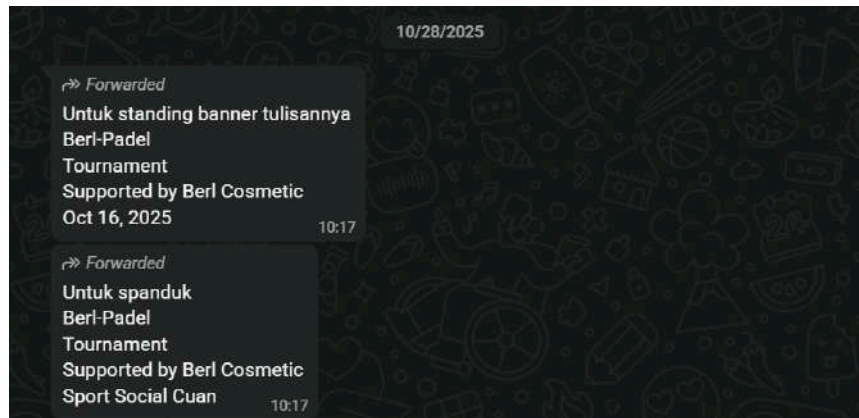 10/28/2025
Forwarded
Untuk standing banner tulisannya
Berl-Padel
Tournament
Supported by Berl Cosmetic
Oct 16, 2025
10:17
Forwarded
Untuk spanduk
Berl-Padel
Tournament
Supported by Berl Cosmetic
Sport Social Cuan
10:17